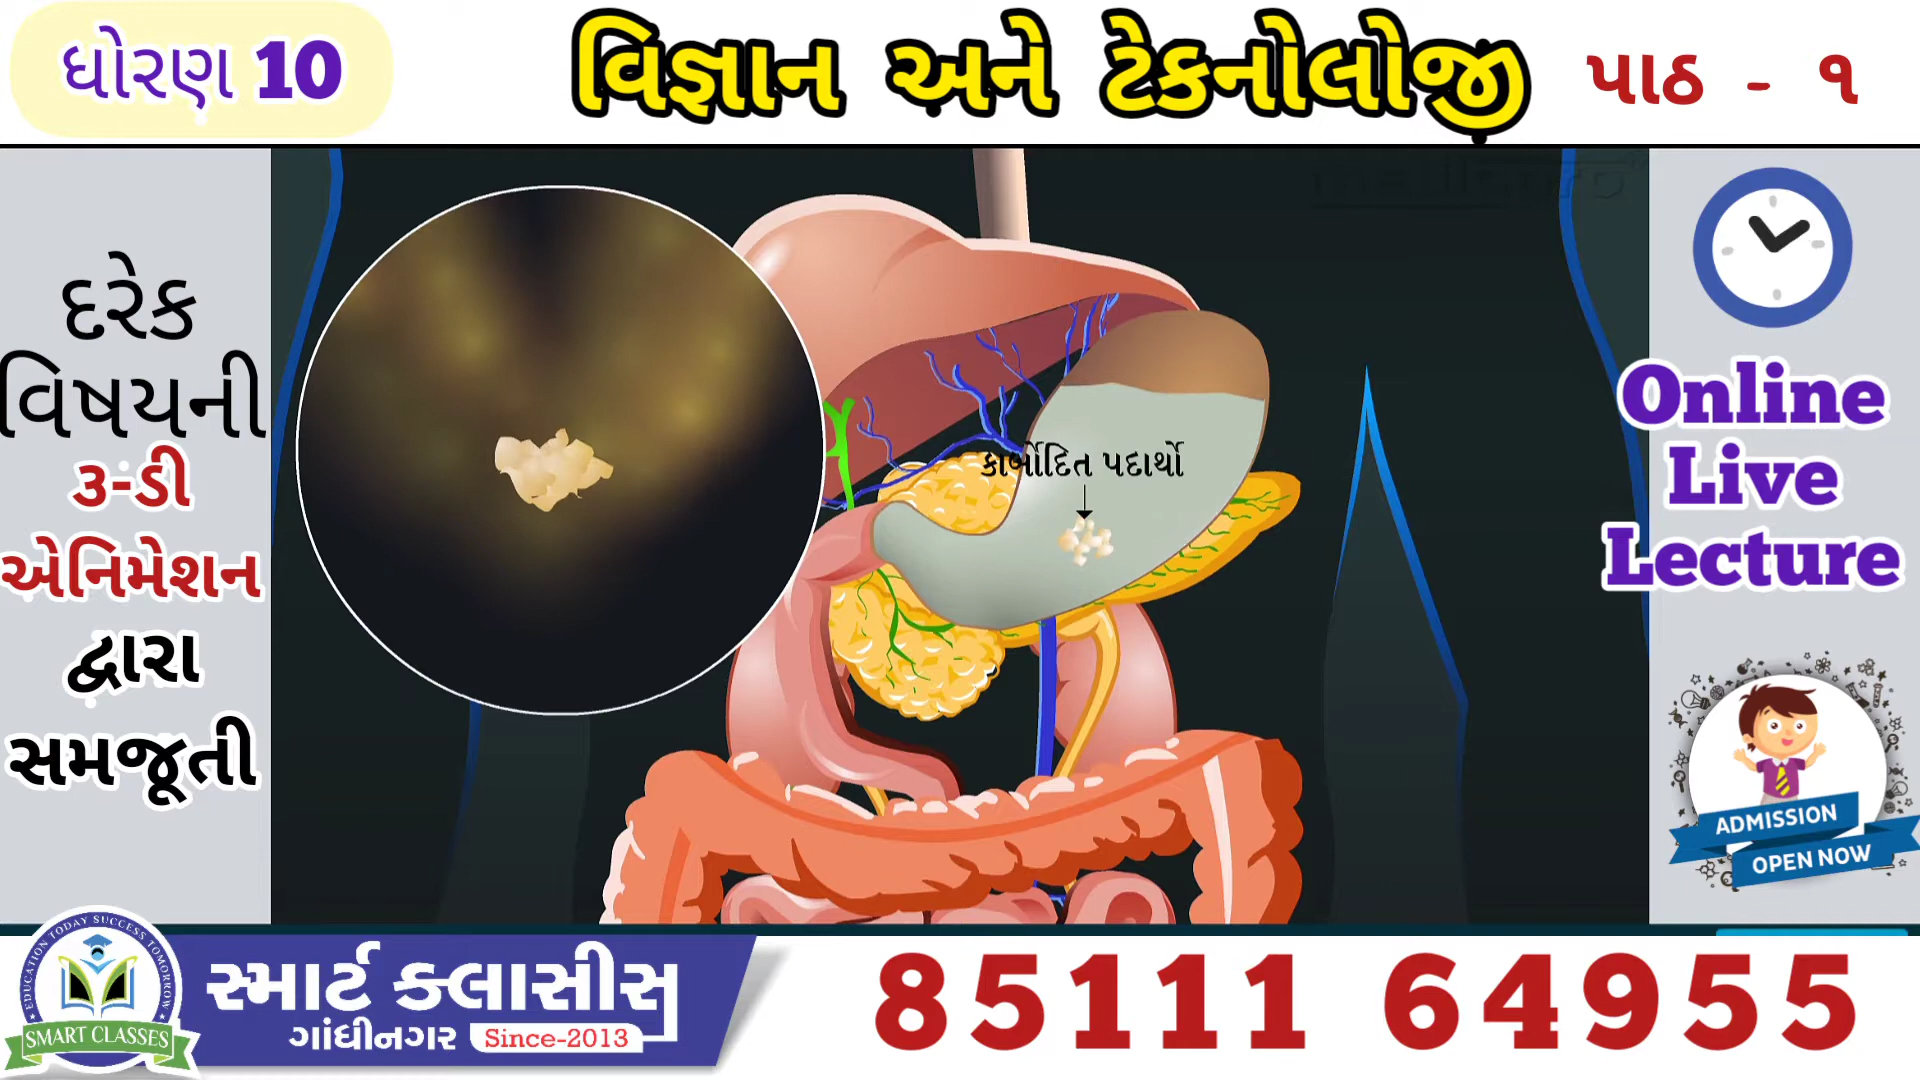 ધોરણ 10
વિજ્ઞાન અને ટેકનોલોજી
પાઠ - ૧
દરેક
વિષયની
૩-ડી
એનિમેશન
દ્વારા
સમજૂતી
કાર્બોદિત પદાર્થો
Online
Live
Lecture
ADMISSION
OPEN NOW
EDUCATION TODAY SUCCESS TOMORROW
SMART CLASSES
સ્માર્ટ ક્લાસીસ
ગાંધીનગર
Since-2013
85111 64955